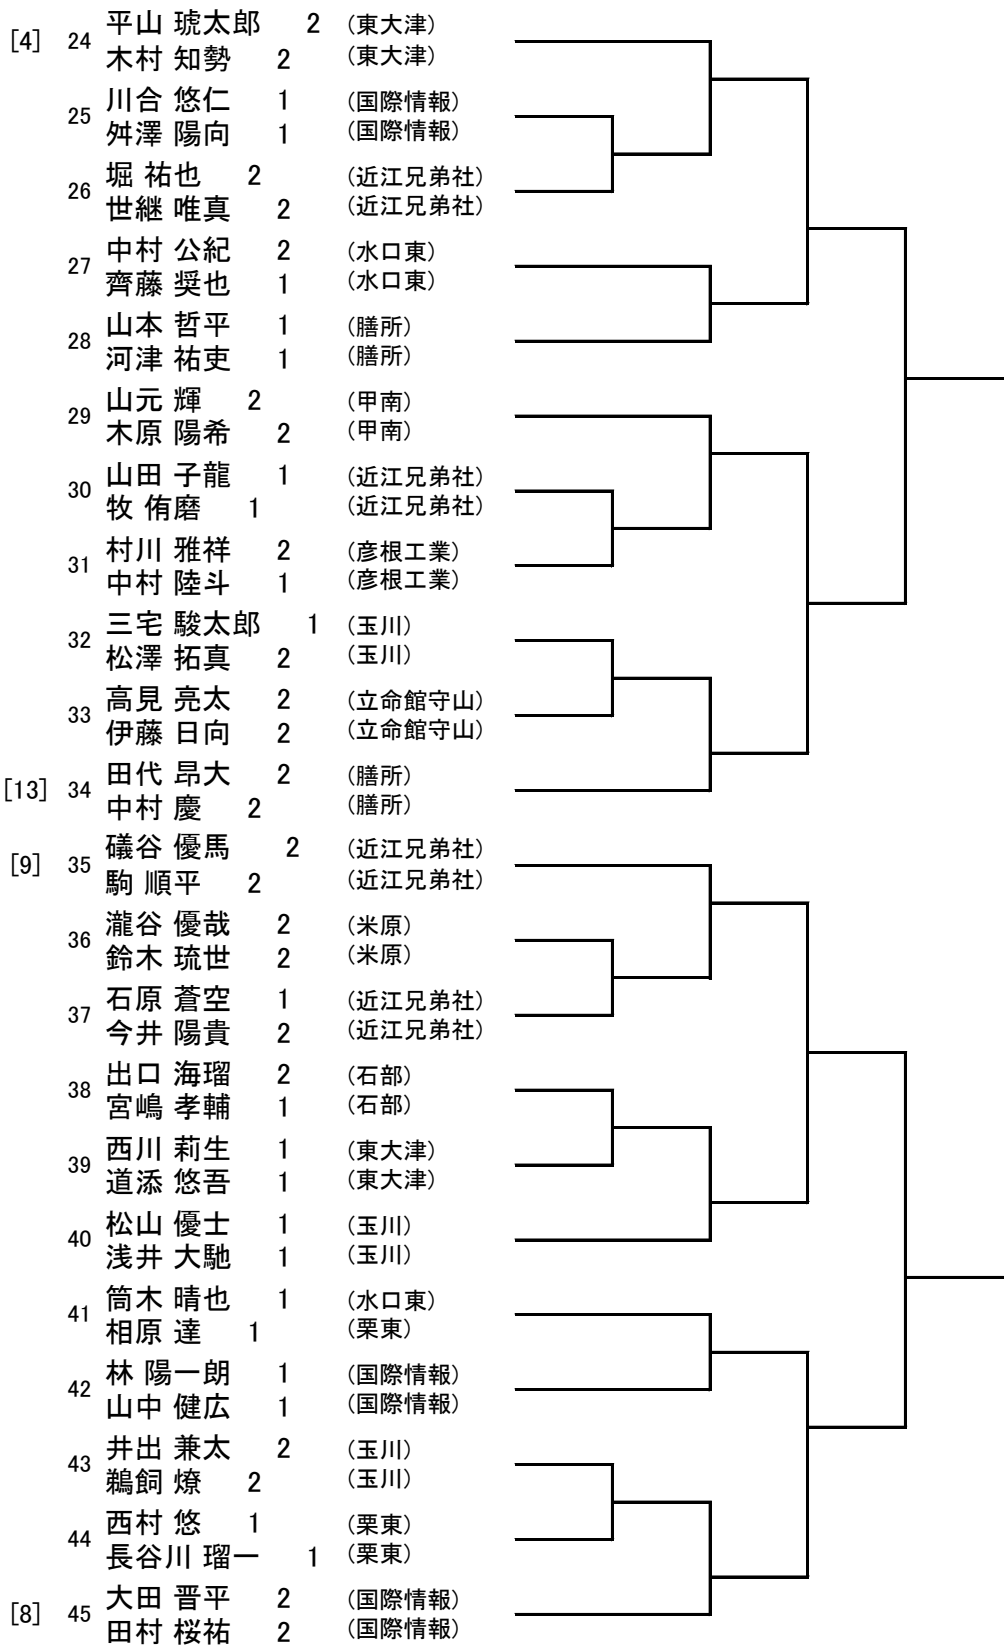 [4] 24 平山 琥太郎 2 (東大津)
木村 知勢 2 (東大津)
25 川合 悠仁 1 (国際情報)
舛澤 陽向 1 (国際情報)
26 堀 祐也 2 (近江兄弟社)
世継 唯真 2 (近江兄弟社)
27 中村 公紀 2 (水口東)
齊藤 奨也 1 (水口東)
28 山本 哲平 1 (膳所)
河津 祐吏 1 (膳所)
29 山元 輝 2 (甲南)
木原 陽希 2 (甲南)
30 山田 子龍 1 (近江兄弟社)
牧 侑磨 1 (近江兄弟社)
31 村川 雅祥 2 (彦根工業)
中村 陸斗 1 (彦根工業)
32 三宅 駿太郎 1 (玉川)
松澤 拓真 2 (玉川)
33 高見 亮太 2 (立命館守山)
伊藤 日向 2 (立命館守山)
[13] 34 田代 昂大 2 (膳所)
中村 慶 2 (膳所)
[9] 35 礒谷 優馬 2 (近江兄弟社)
駒 順平 2 (近江兄弟社)
36 瀧谷 優哉 2 (米原)
鈴木 琉世 2 (米原)
37 石原 蒼空 1 (近江兄弟社)
今井 陽貴 2 (近江兄弟社)
38 出口 海瑠 2 (石部)
宮嶋 孝輔 1 (石部)
39 西川 莉生 1 (東大津)
道添 悠吾 1 (東大津)
40 松山 優士 1 (玉川)
浅井 大馳 1 (玉川)
41 筒木 晴也 1 (水口東)
相原 達 1 (栗東)
42 林 陽一朗 1 (国際情報)
山中 健広 1 (国際情報)
43 井出 兼太 2 (玉川)
鵜飼 燎 2 (玉川)
44 西村 悠 1 (栗東)
長谷川 瑠一 1 (栗東)
[8] 45 大田 晋平 2 (国際情報)
田村 桜祐 2 (国際情報)